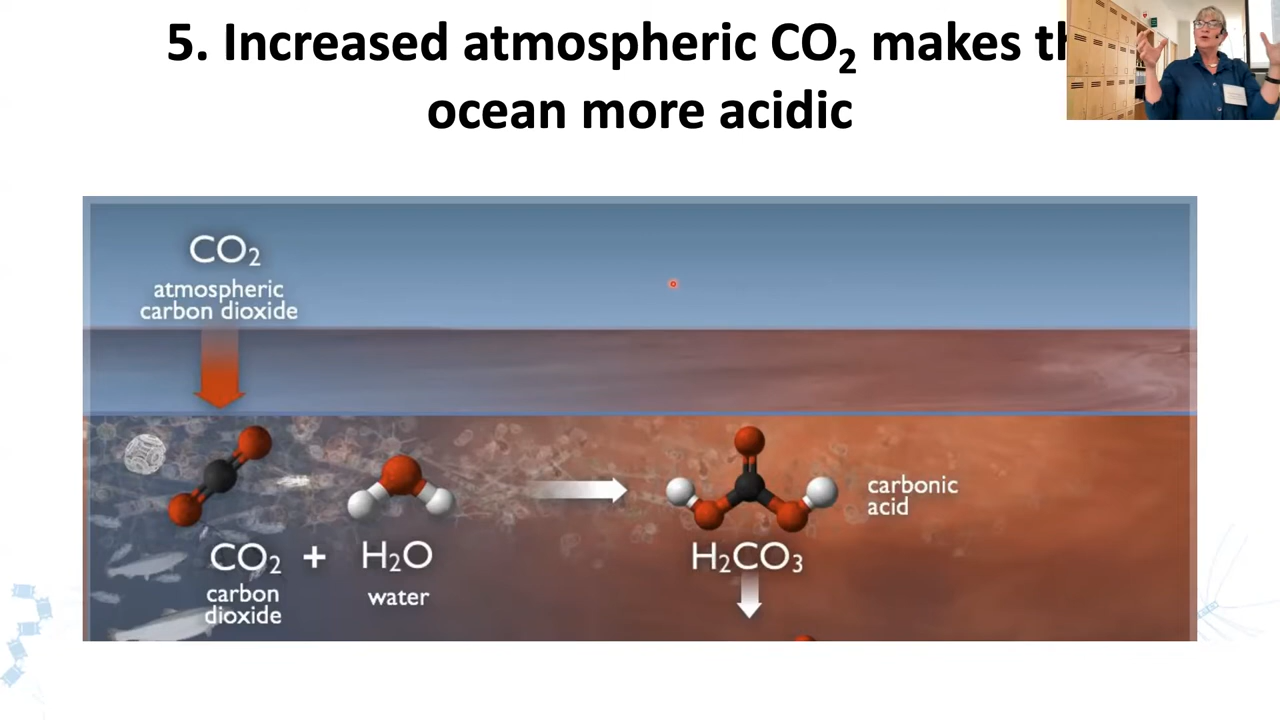 5. Increased atmospheric CO₂ makes th
ocean more acidic
CO₂
atmospheric
carbon dioxide
CO₂ + H₂O
carbon
dioxide
water
H₂CO₃
carbonic
acid